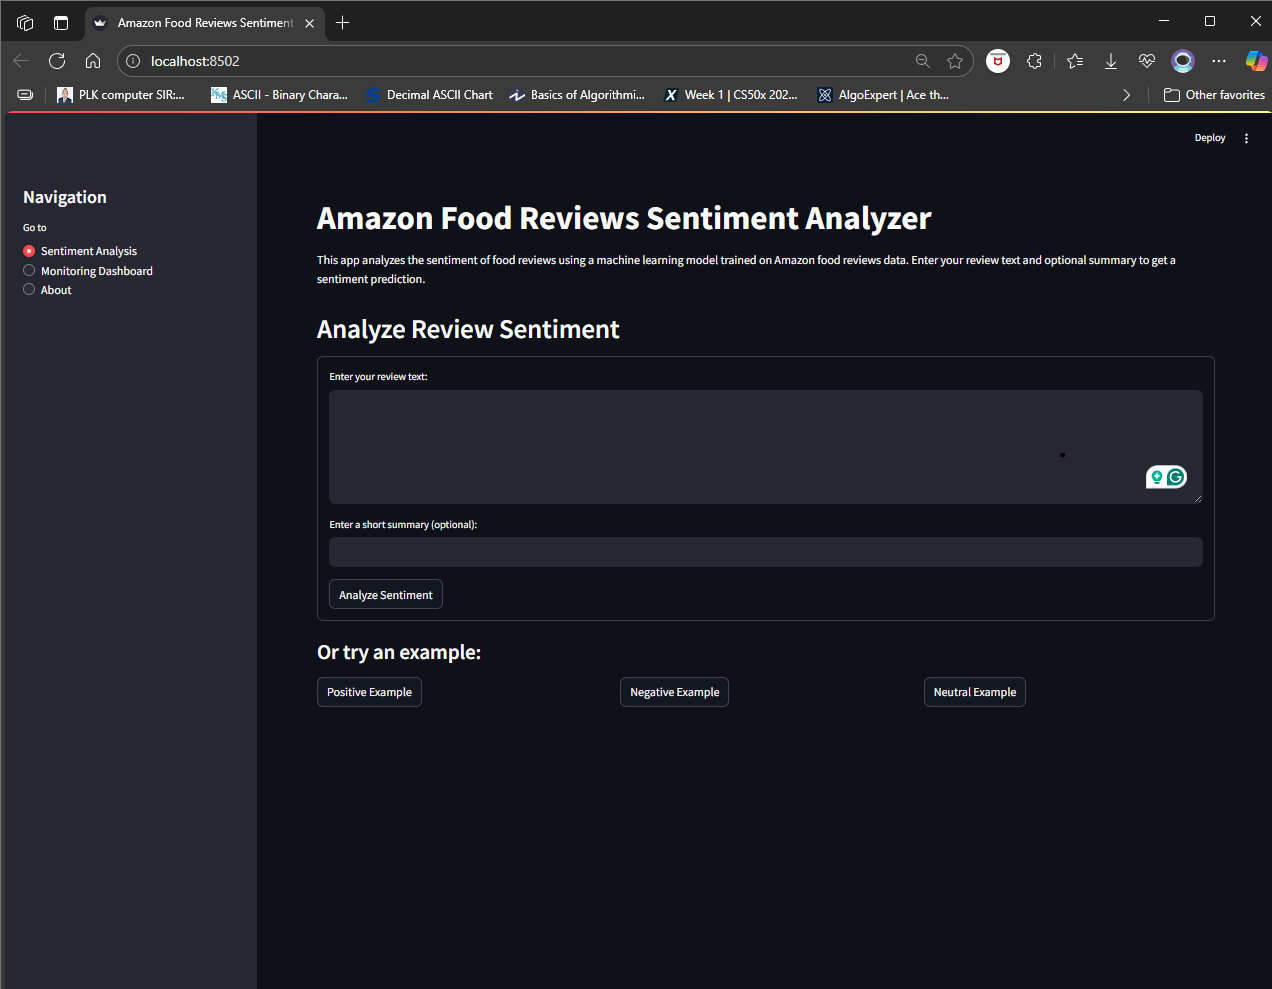 Amazon Food Reviews Sentiment
localhost:8502
PLK computer SIR:... ASCII - Binary Chara... Decimal ASCII Chart Basics of Algorithmi... Week 1 | CS50x 202... AlgoExpert | Ace th... Other favorites
Deploy
Navigation
Go to
Sentiment Analysis
Monitoring Dashboard
About
Amazon Food Reviews Sentiment Analyzer
This app analyzes the sentiment of food reviews using a machine learning model trained on Amazon food reviews data. Enter your review text and optional summary to get a
sentiment prediction.
Analyze Review Sentiment
Enter your review text:
Enter a short summary (optional):
Analyze Sentiment
Or try an example:
Positive Example Negative Example Neutral Example